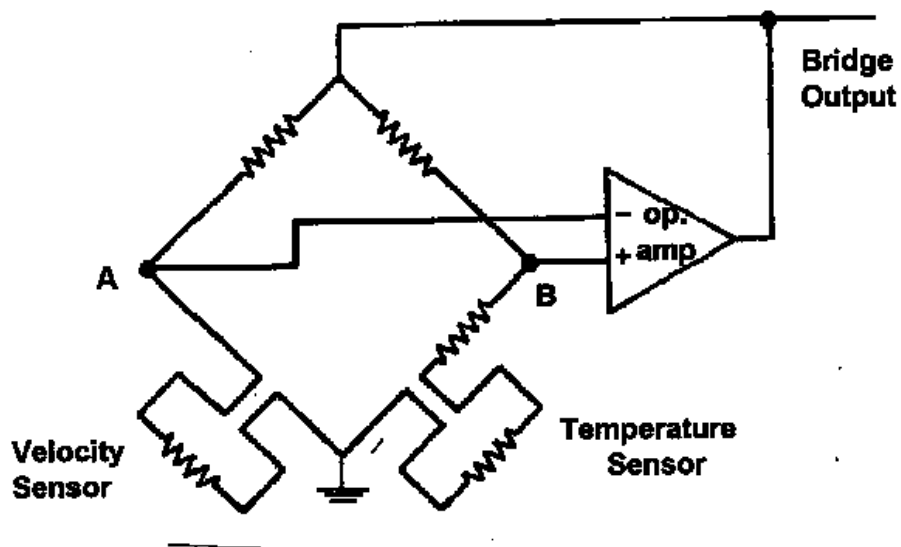 Bridge
Output
− op.
+ amp
A
B
Velocity
Sensor
Temperature
Sensor